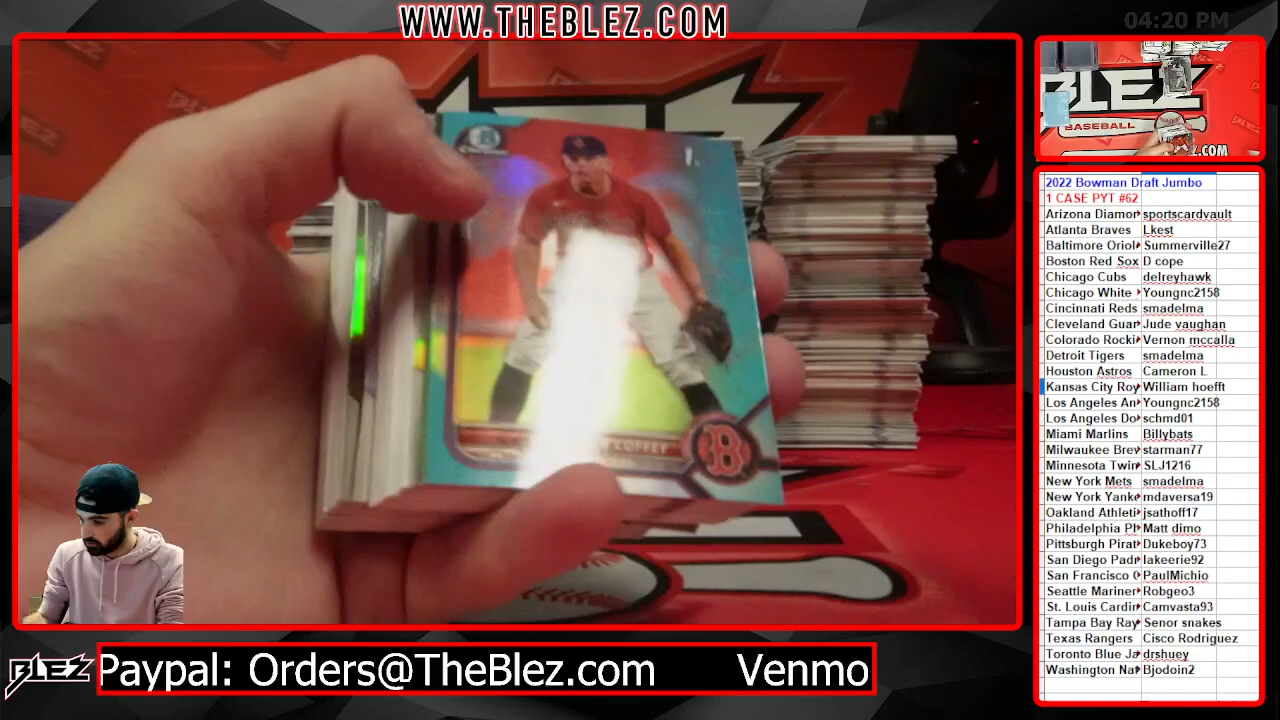 WWW.THEBLEZ.COM
04:20 PM
BLEZ
BASEBALL
.COM
COFFEY
B
2022 Bowman Draft Jumbo
1 CASE PYT #62
Arizona Diamor sportscardvault
Atlanta Braves Lkest
Baltimore Oriol Summerville27
Boston Red Sox D cope
Chicago Cubs delreyhawk
Chicago White Youngnc2158
Cincinnati Reds smadelma
Cleveland Guar Jude vaughan
Colorado Rocki Vernon mccalla
Detroit Tigers smadelma
Houston Astros Cameron L
Kansas City Roy William hoefft
Los Angeles An Youngnc2158
Los Angeles Do schmd01
Miami Marlins Billybats
Milwaukee Brev starman77
Minnesota Twin SLJ1216
New York Mets smadelma
New York Yanke mdaversa19
Oakland Athleti jsathoff17
Philadelphia Pl Matt dimo
Pittsburgh Pirat Dukeboy73
San Diego Padr lakeerie92
San Francisco G PaulMichio
Seattle Mariner Robgeo3
St. Louis Cardin Camvasta93
Tampa Bay Ray Senor snakes
Texas Rangers Cisco Rodriguez
Toronto Blue Ja drshuey
Washington Nat Bjodoin2
BLEZ
Paypal: Orders@TheBlez.com Venmo